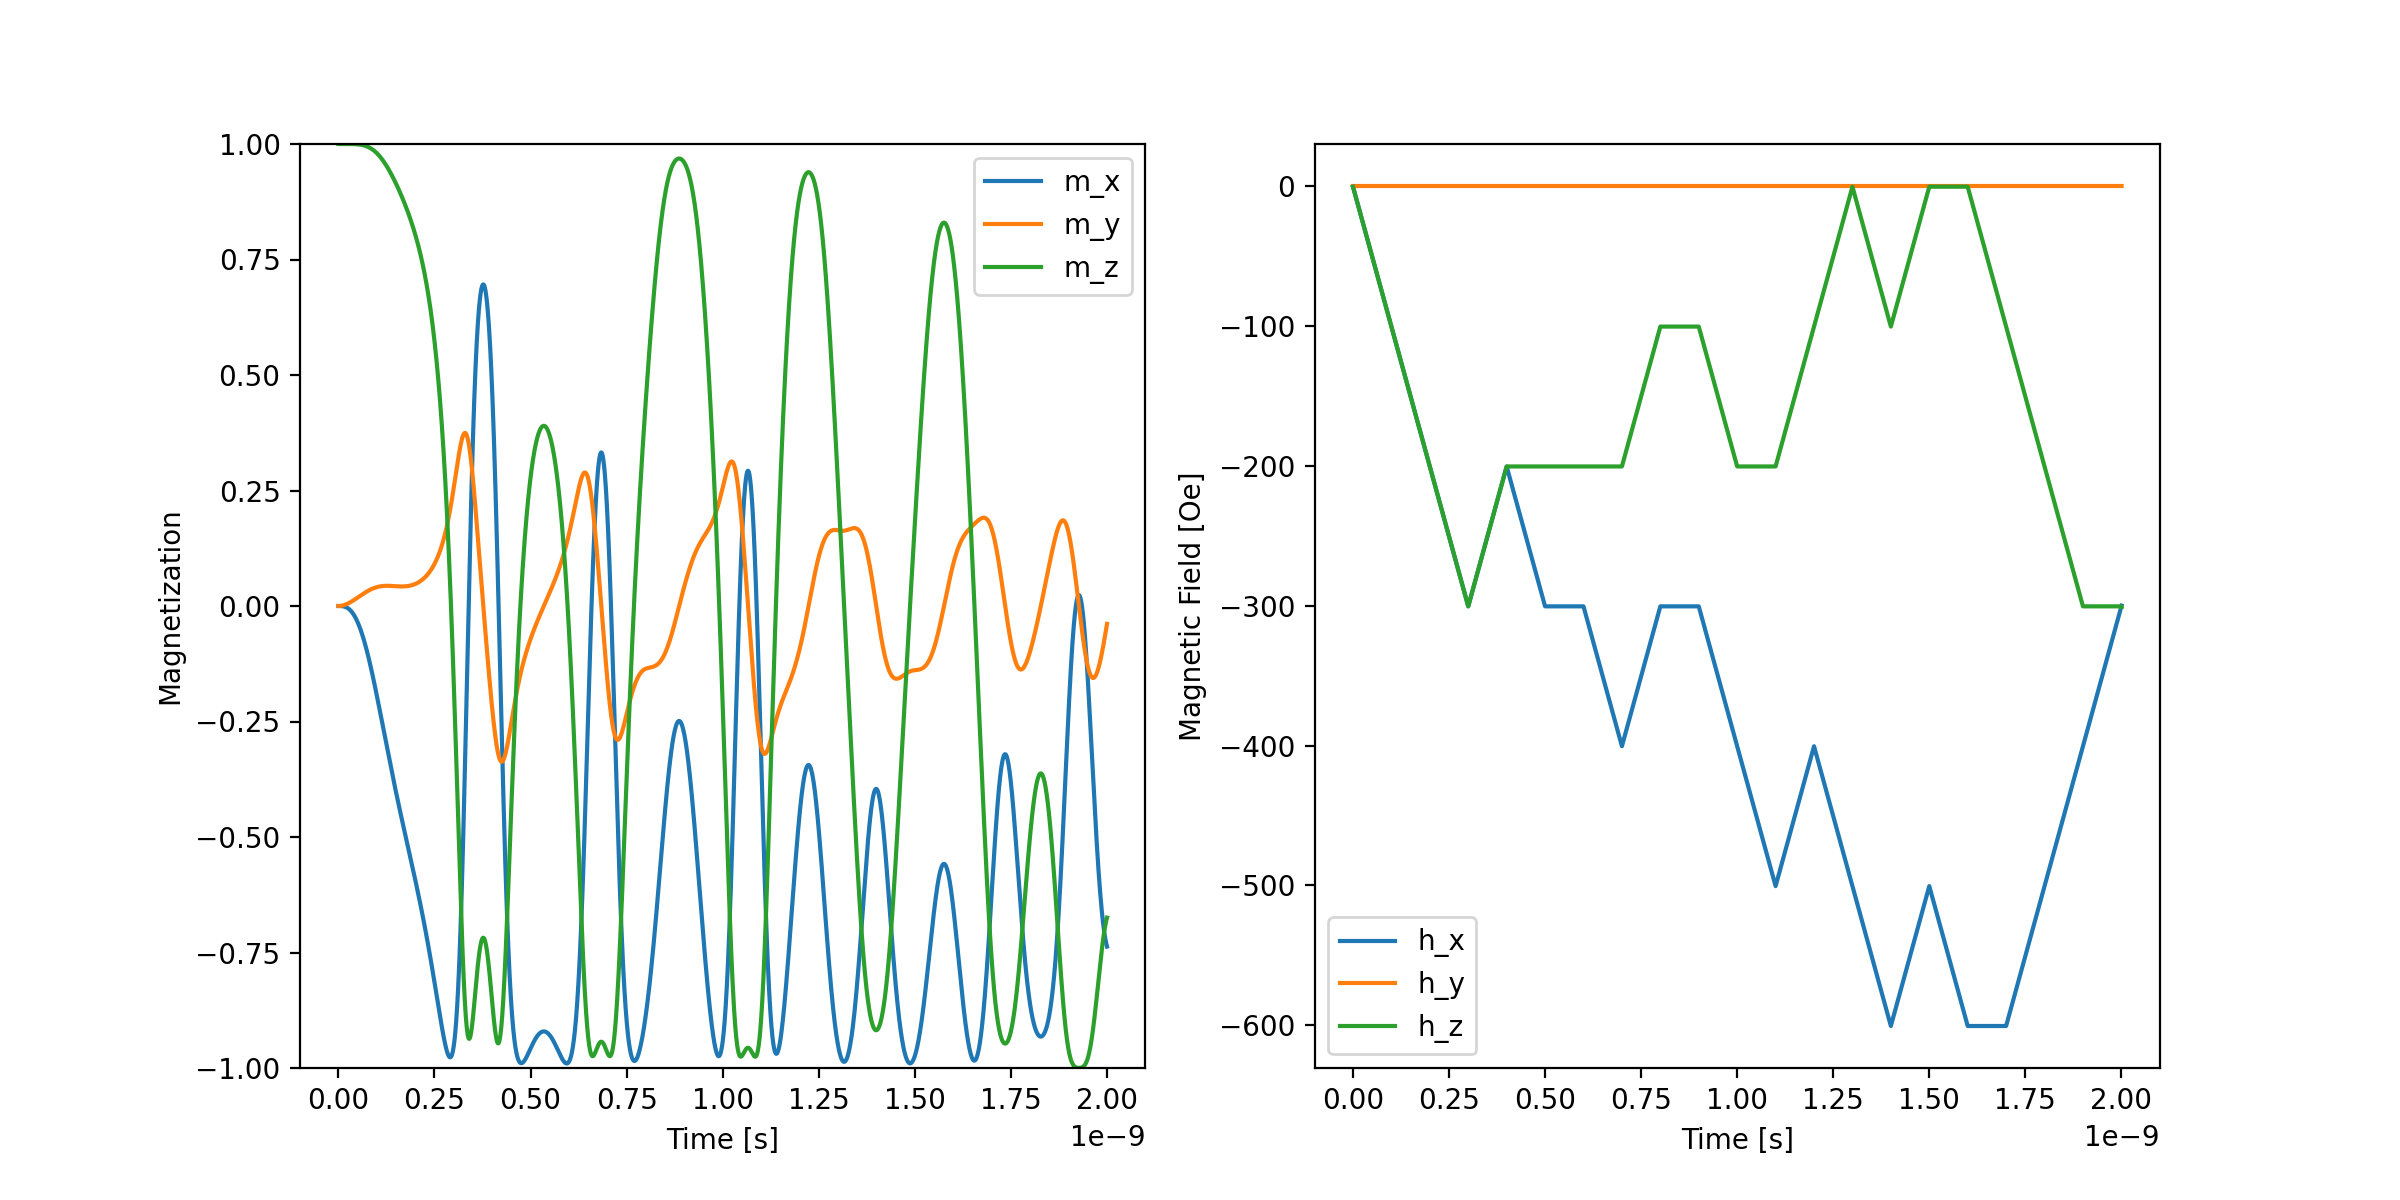 Magnetization
1.00
0.75
0.50
0.25
0.00
−0.25
−0.50
−0.75
−1.00
0.00 0.25 0.50 0.75 1.00 1.25 1.50 1.75 2.00
Time [s]
1e−9
m_x
m_y
m_z
Magnetic Field [Oe]
0
−100
−200
−300
−400
−500
−600
0.00 0.25 0.50 0.75 1.00 1.25 1.50 1.75 2.00
Time [s]
1e−9
h_x
h_y
h_z